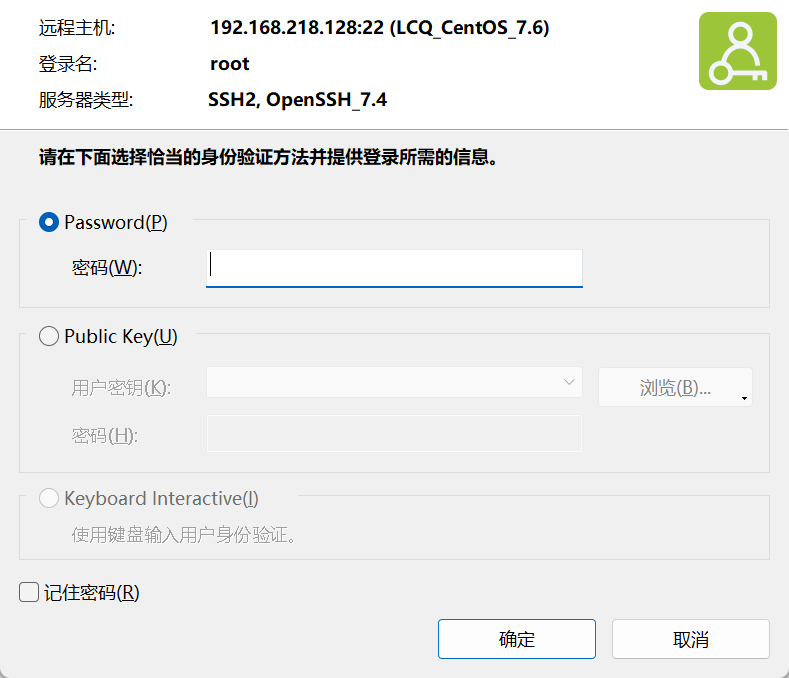 远程主机: 192.168.218.128:22 (LCQ_CentOS_7.6)
登录名: root
服务器类型: SSH2, OpenSSH_7.4
请在下面选择恰当的身份验证方法并提供登录所需的信息。
Password(P)
密码(W):
Public Key(U)
用户密钥(K): 浏览(B)...
密码(H):
Keyboard Interactive(I)
使用键盘输入用户身份验证。
记住密码(R)
确定 取消